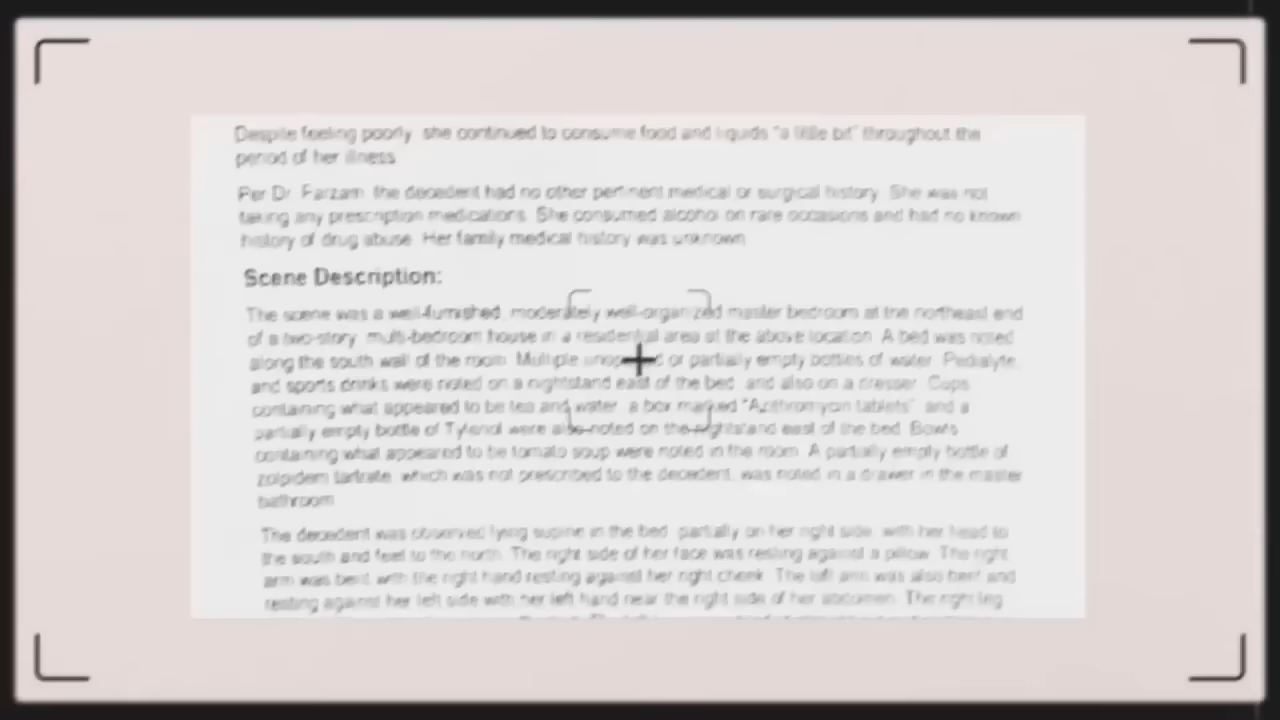 Despite feeling poorly, she continued to consume food and liquids "a little bit" throughout the
period of her illness
Per Dr. Farzam, the decedent had no other pertinent medical or surgical history. She was not
taking any prescription medications. She consumed alcohol on rare occasions and had no known
history of drug abuse. Her family medical history was unknown
Scene Description:
The scene was a well-furnished, moderately well-organized master bedroom at the northeast end
of a two-story, multi-bedroom house in a residential area at the above location. A bed was noted
along the south wall of the room. Multiple or partially empty bottles of water, Pedialyte,
and sports drinks were noted on a nightstand east of the bed, and also on a dresser. Cups
containing what appeared to be tea and water, a box marked "Azithromycin tablets", and a
partially empty bottle of Tylenol were also noted on the nightstand east of the bed. Bowls
containing what appeared to be tomato soup were noted in the room. A partially empty bottle of
zolpidem tartrate, which was not prescribed to the decedent, was noted in a drawer in the master
bathroom
The decedent was observed lying supine in the bed, partially on her right side, with her head to
the south and feet to the north. The right side of her face was resting against a pillow. The right
arm was bent with the right hand resting against her right cheek. The left arm was also bent and
resting against her left side with her left hand near the right side of her abdomen. The right leg